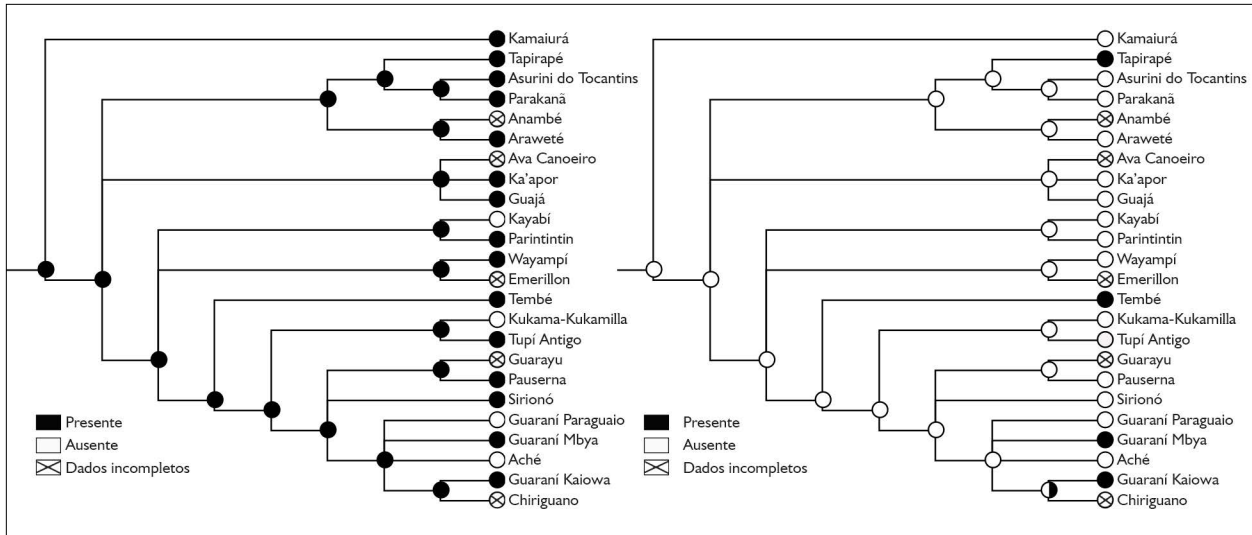 Kamaiurá
Tapirapé
Asurini do Tocantins
Parakanã
Anambé
Araweté
Ava Canoeiro
Ka'apor
Guajá
Kayabí
Parintintin
Wayampí
Emerillon
Tembé
Kukama-Kukamilla
Tupí Antigo
Guarayu
Pauserna
Sirionó
Guaraní Paraguaio
Guaraní Mbya
Aché
Guaraní Kaiowa
Chiriguano
Presente
Ausente
Dados incompletos
Kamaiurá
Tapirapé
Asurini do Tocantins
Parakanã
Anambé
Araweté
Ava Canoeiro
Ka'apor
Guajá
Kayabí
Parintintin
Wayampí
Emerillon
Tembé
Kukama-Kukamilla
Tupí Antigo
Guarayu
Pauserna
Sirionó
Guaraní Paraguaio
Guaraní Mbya
Aché
Guaraní Kaiowa
Chiriguano
Presente
Ausente
Dados incompletos